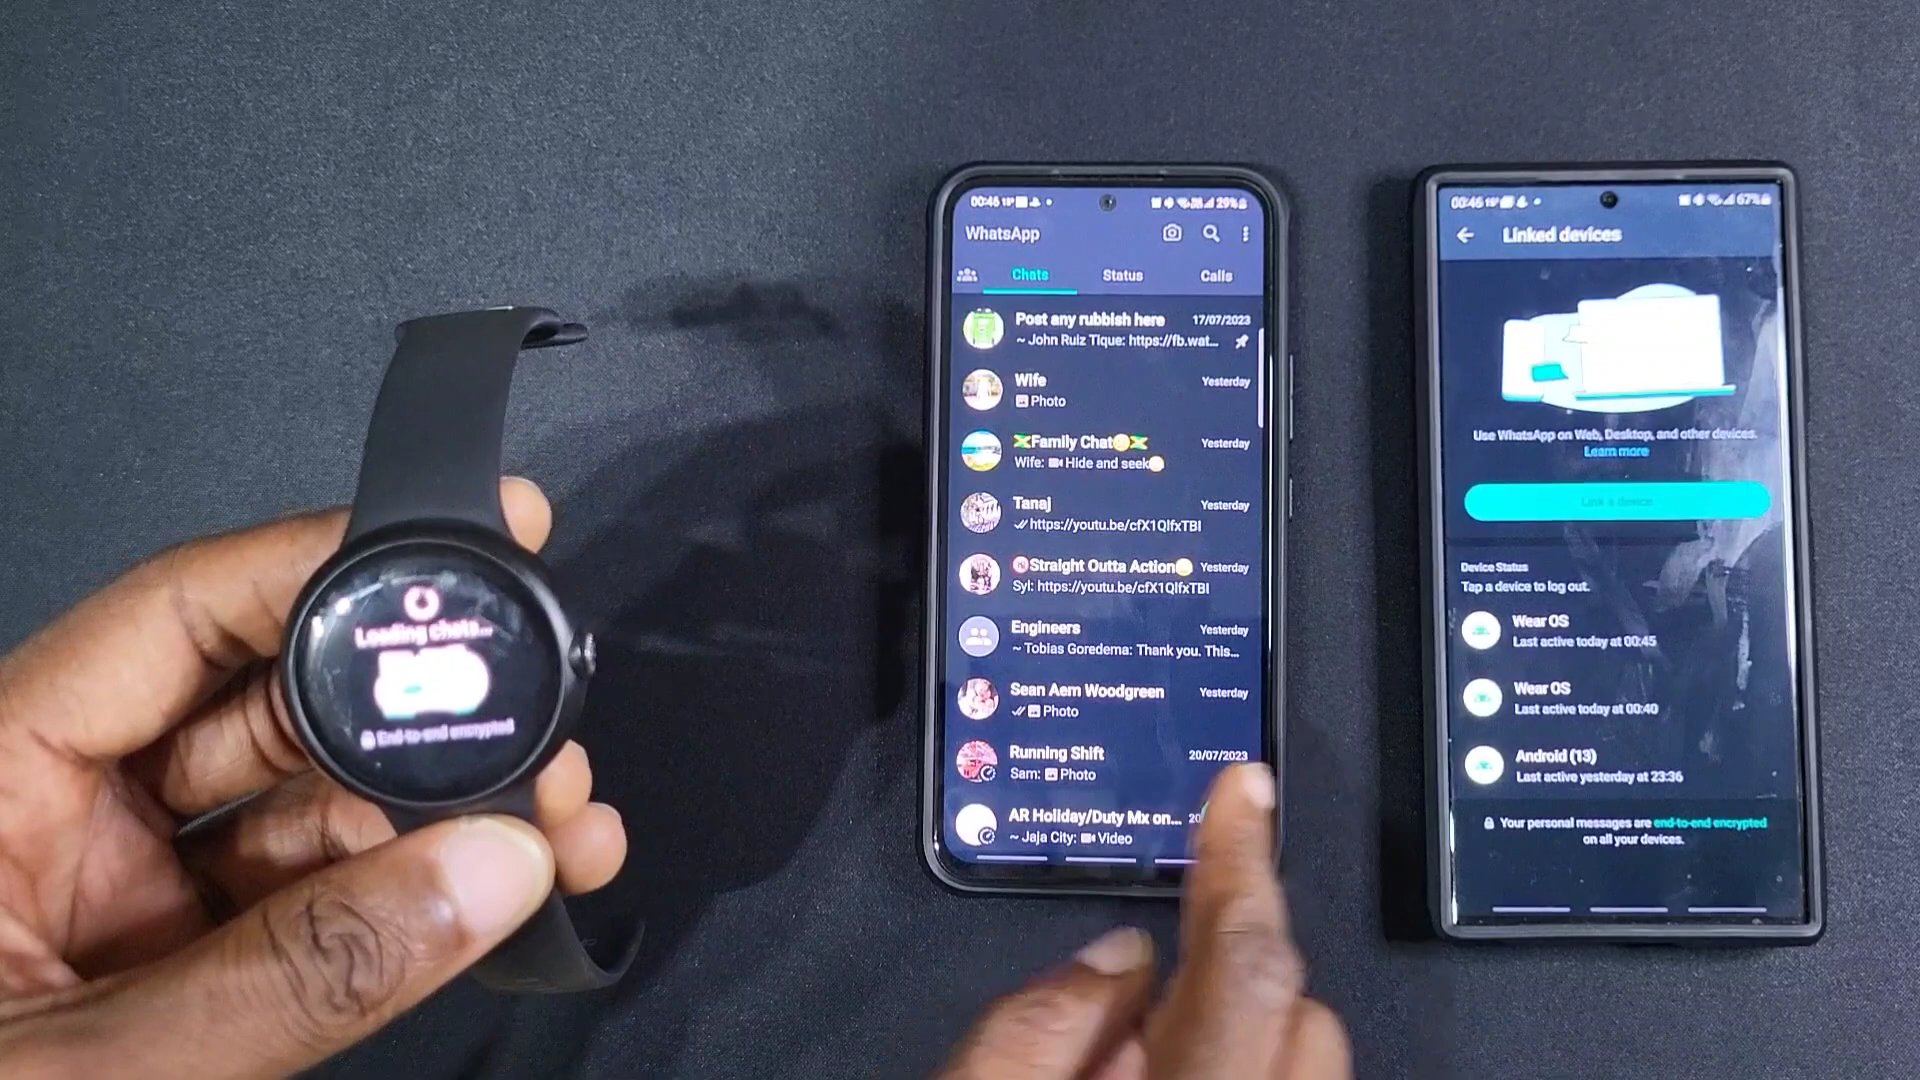 Loading chats...
End-to-end encrypted
00:46
29%
WhatsApp
Chats Status Calls
Post any rubbish here 17/07/2023
~ John Ruiz Tique: https://fb.wat...
Wife Yesterday
Photo
Family Chat Yesterday
Wife: Hide and seek
Tanaj Yesterday
https://youtu.be/cfX1QlfxTBI
Straight Outta Action Yesterday
Syl: https://youtu.be/cfX1QlfxTBI
Engineers Yesterday
~ Tobias Goredema: Thank you. This...
Sean Aem Woodgreen Yesterday
Photo
Running Shift 20/07/2023
Sam: Photo
AR Holiday/Duty Mx on... 20
~ Jaja City: Video
00:46
67%
Linked devices
Use WhatsApp on Web, Desktop, and other devices.
Learn more
Link a device
Device Status
Tap a device to log out.
Wear OS
Last active today at 00:45
Wear OS
Last active today at 00:40
Android (13)
Last active yesterday at 23:36
Your personal messages are end-to-end encrypted
on all your devices.